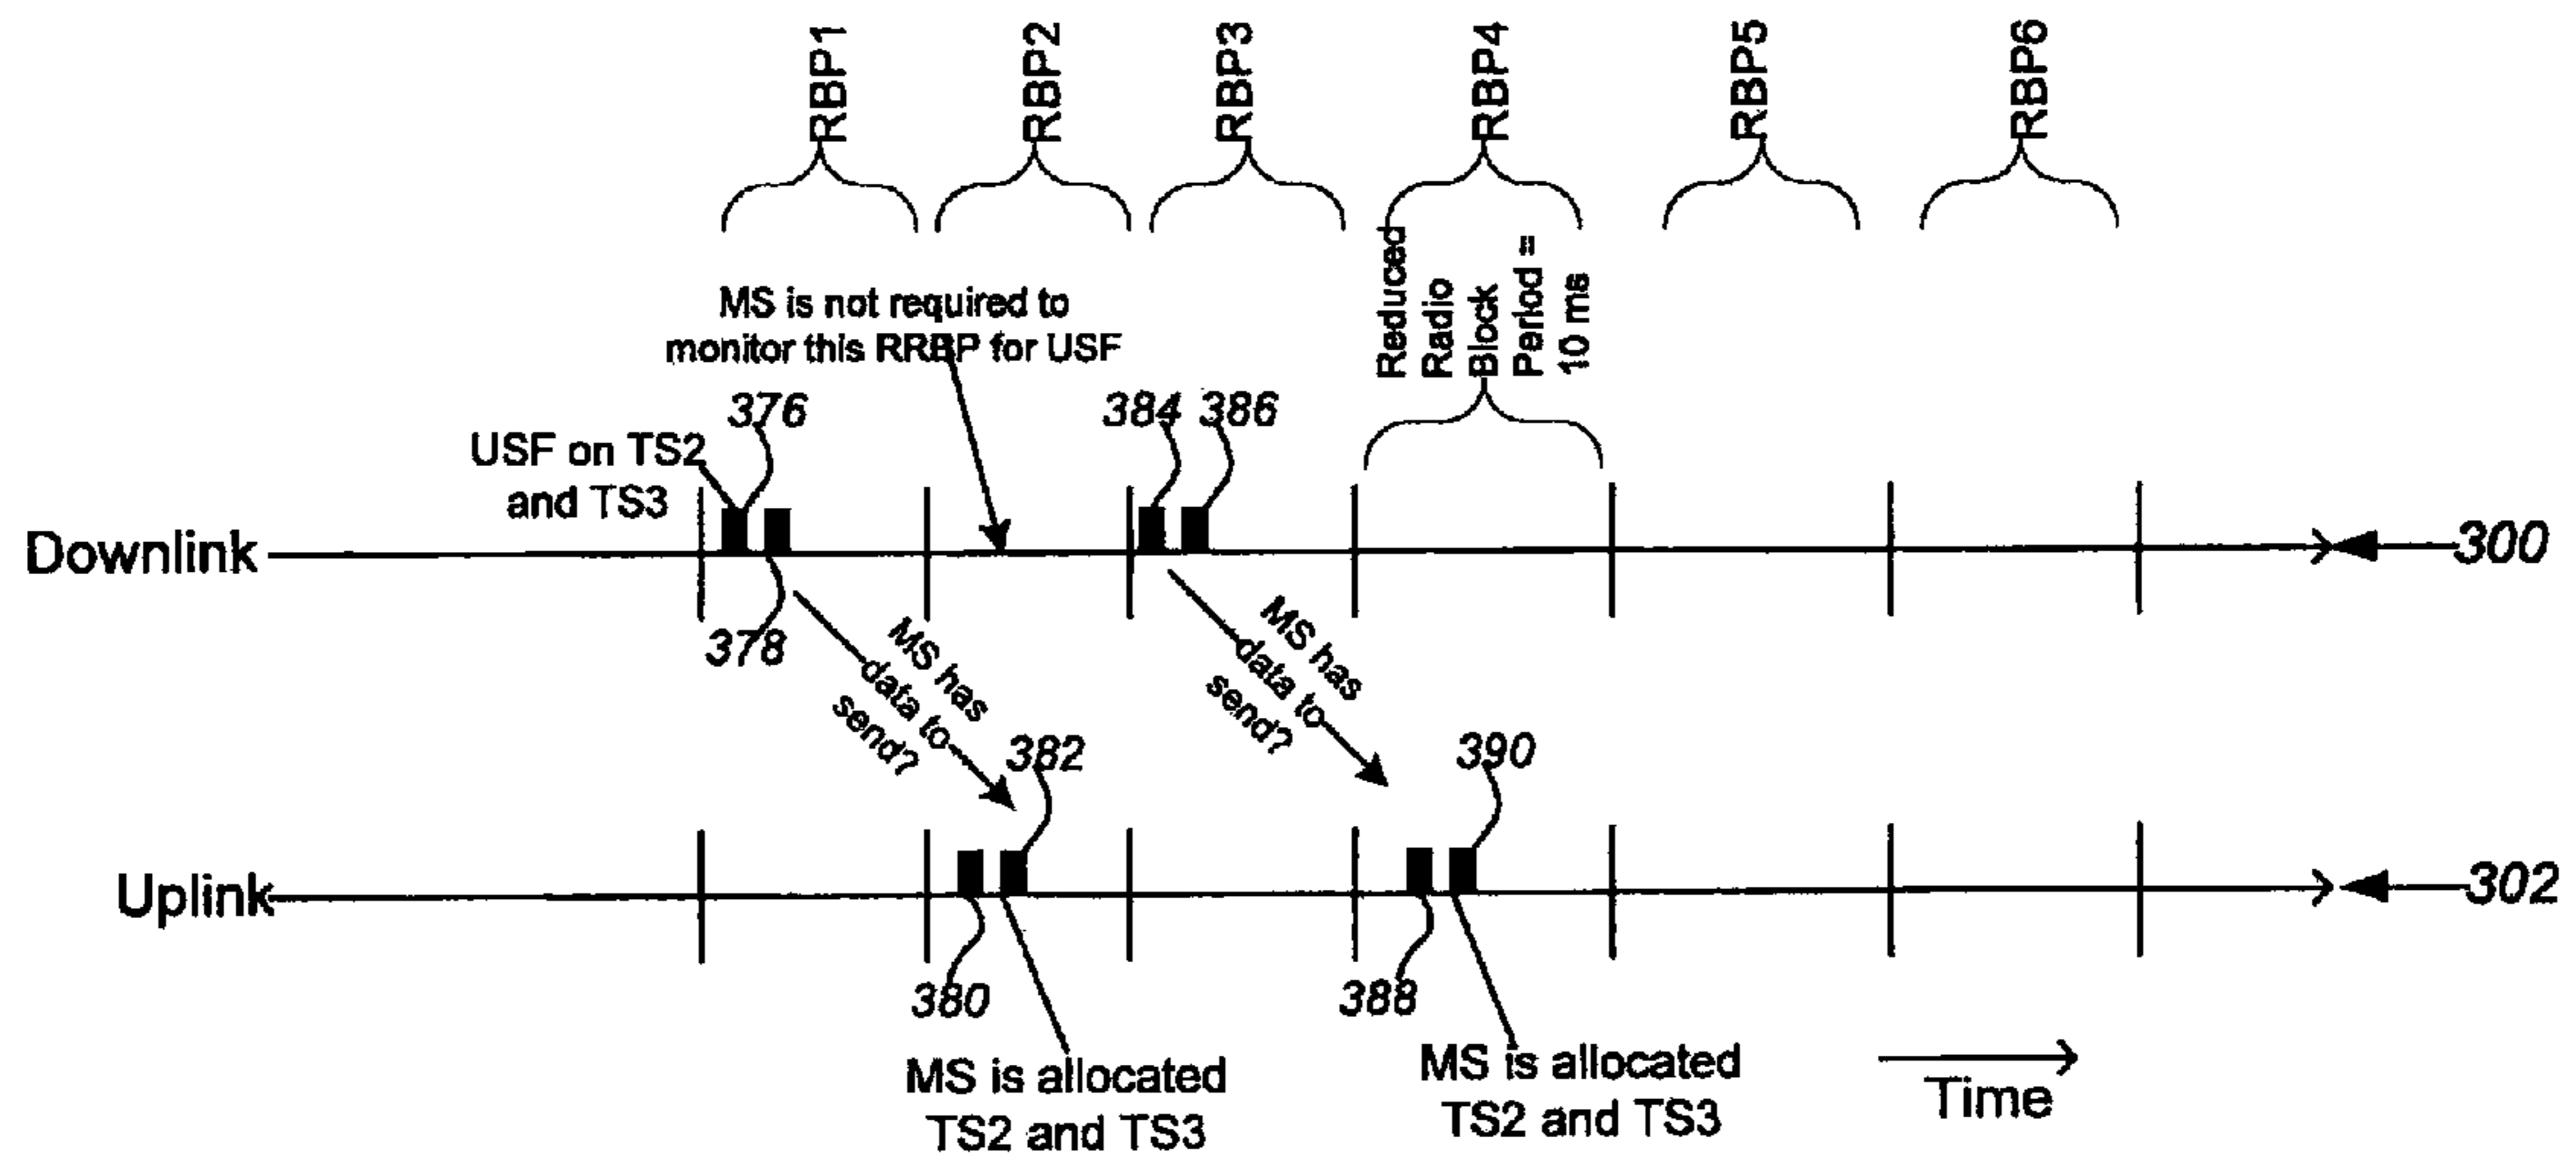 RBP1
RBP2
RBP3
RBP4
RBP5
RBP6
Reduced
Radio
Block
Period =
10 ms
MS is not required to
monitor this RRBP for USF
376
384
386
USF on TS2
and TS3
Downlink
300
378
MS has
data to
send?
MS has
data to
send?
382
390
Uplink
302
380
388
MS is allocated
TS2 and TS3
MS is allocated
TS2 and TS3
Time